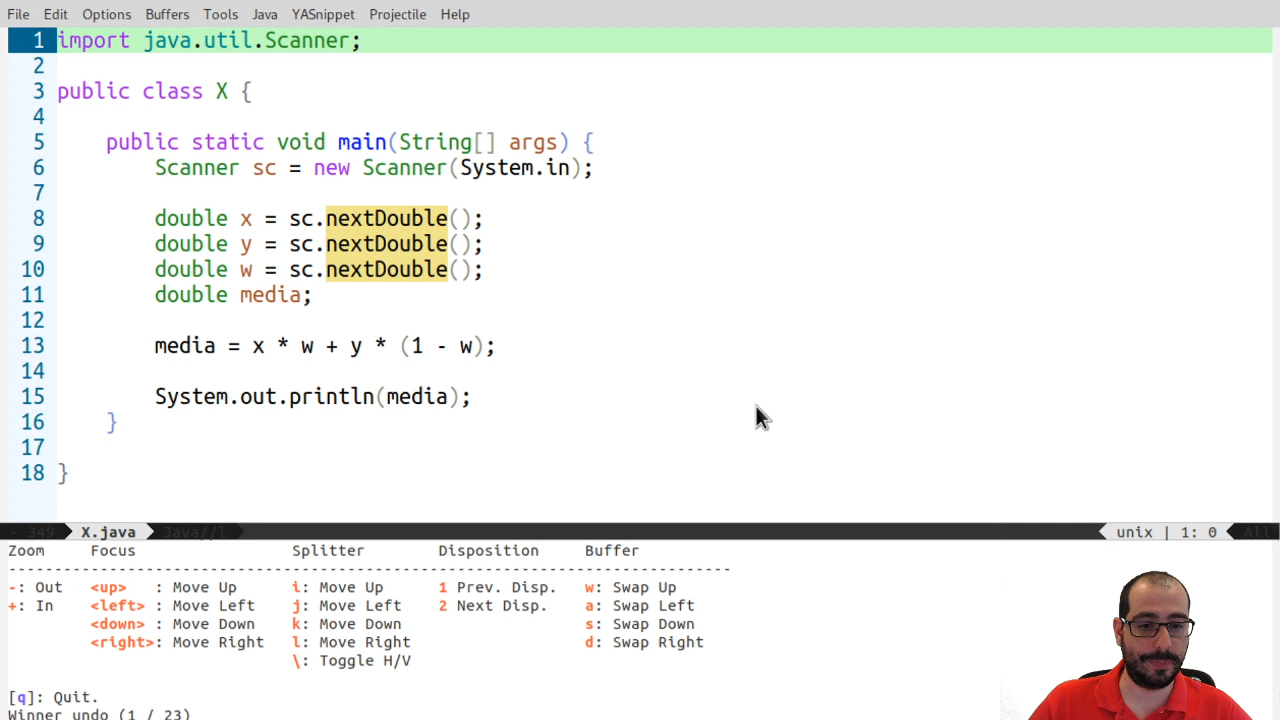 File Edit Options Buffers Tools Java YASnippet Projectile Help
1 import java.util.Scanner;
2
3 public class X {
4
5 public static void main(String[] args) {
6 Scanner sc = new Scanner(System.in);
7
8 double x = sc.nextDouble();
9 double y = sc.nextDouble();
10 double w = sc.nextDouble();
11 double media;
12
13 media = x * w + y * (1 - w);
14
15 System.out.println(media);
16 }
17
18 }
- 349 X.java Java//l unix | 1: 0 All
Zoom Focus Splitter Disposition Buffer
-------------------------------------------------------------------------------
-: Out <up> : Move Up i: Move Up 1 Prev. Disp. w: Swap Up
+: In <left> : Move Left j: Move Left 2 Next Disp. a: Swap Left
<down> : Move Down k: Move Down s: Swap Down
<right>: Move Right l: Move Right d: Swap Right
\: Toggle H/V
[q]: Quit.
Winner undo (1 / 23)